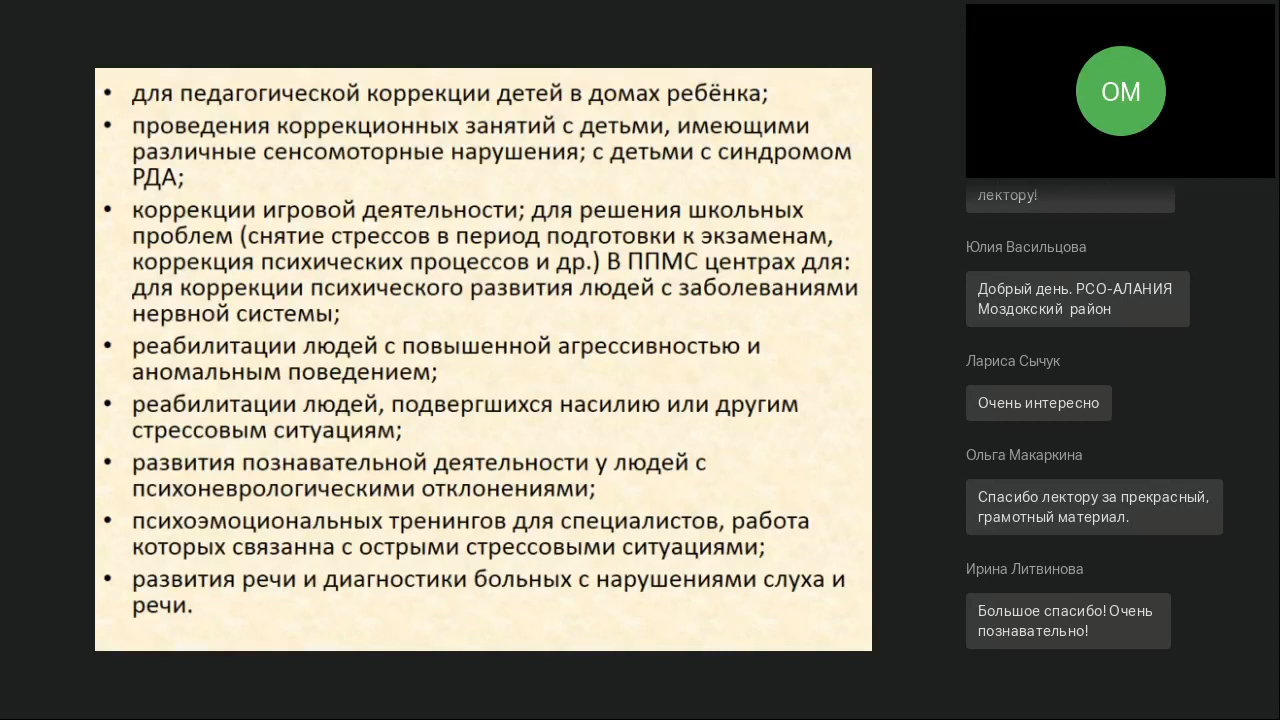 • для педагогической коррекции детей в домах ребёнка;
• проведения коррекционных занятий с детьми, имеющими
различные сенсомоторные нарушения; с детьми с синдромом
РДА;
• коррекции игровой деятельности; для решения школьных
проблем (снятие стрессов в период подготовки к экзаменам,
коррекция психических процессов и др.) В ППМС центрах для:
для коррекции психического развития людей с заболеваниями
нервной системы;
• реабилитации людей с повышенной агрессивностью и
аномальным поведением;
• реабилитации людей, подвергшихся насилию или другим
стрессовым ситуациям;
• развития познавательной деятельности у людей с
психоневрологическими отклонениями;
• психоэмоциональных тренингов для специалистов, работа
которых связанна с острыми стрессовыми ситуациями;
• развития речи и диагностики больных с нарушениями слуха и
речи.
ОМ
лектору!
Юлия Васильцова
Добрый день. РСО-АЛАНИЯ
Моздокский район
Лариса Сычук
Очень интересно
Ольга Макаркина
Спасибо лектору за прекрасный,
грамотный материал.
Ирина Литвинова
Большое спасибо! Очень
познавательно!